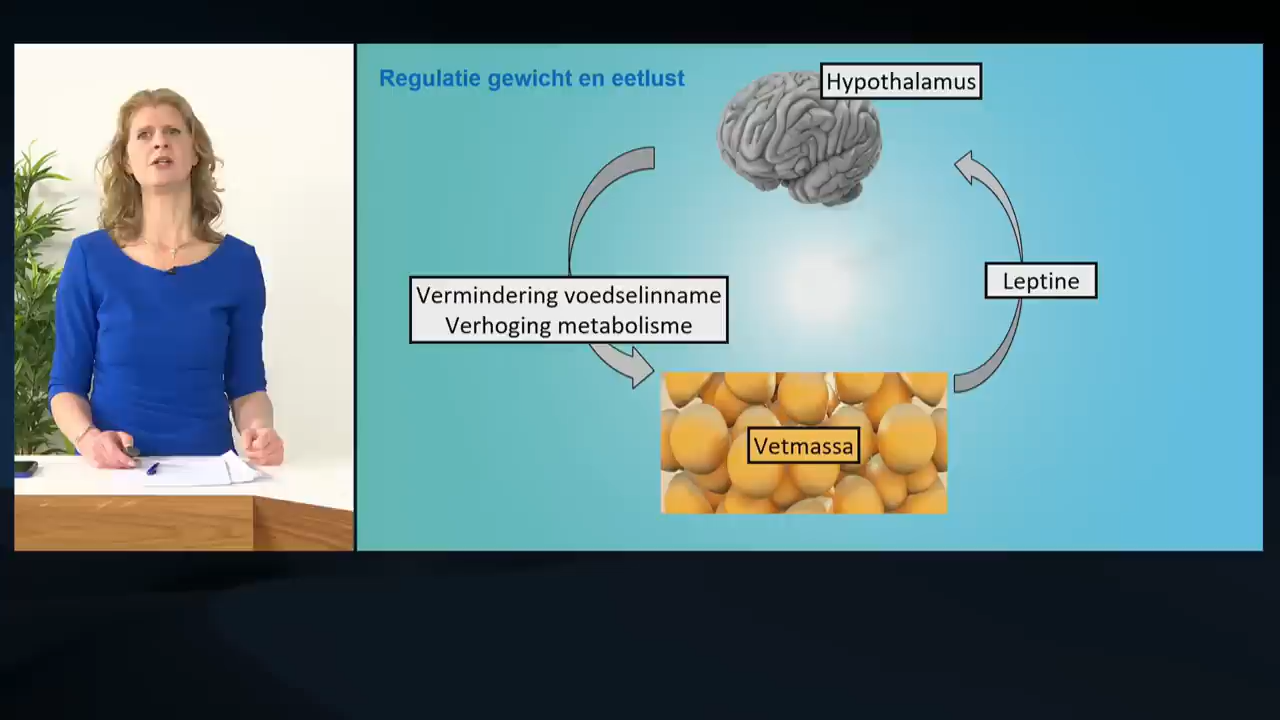 Regulatie gewicht en eetlust
Hypothalamus
Leptine
Vermindering voedselinname
Verhoging metabolisme
Vetmassa